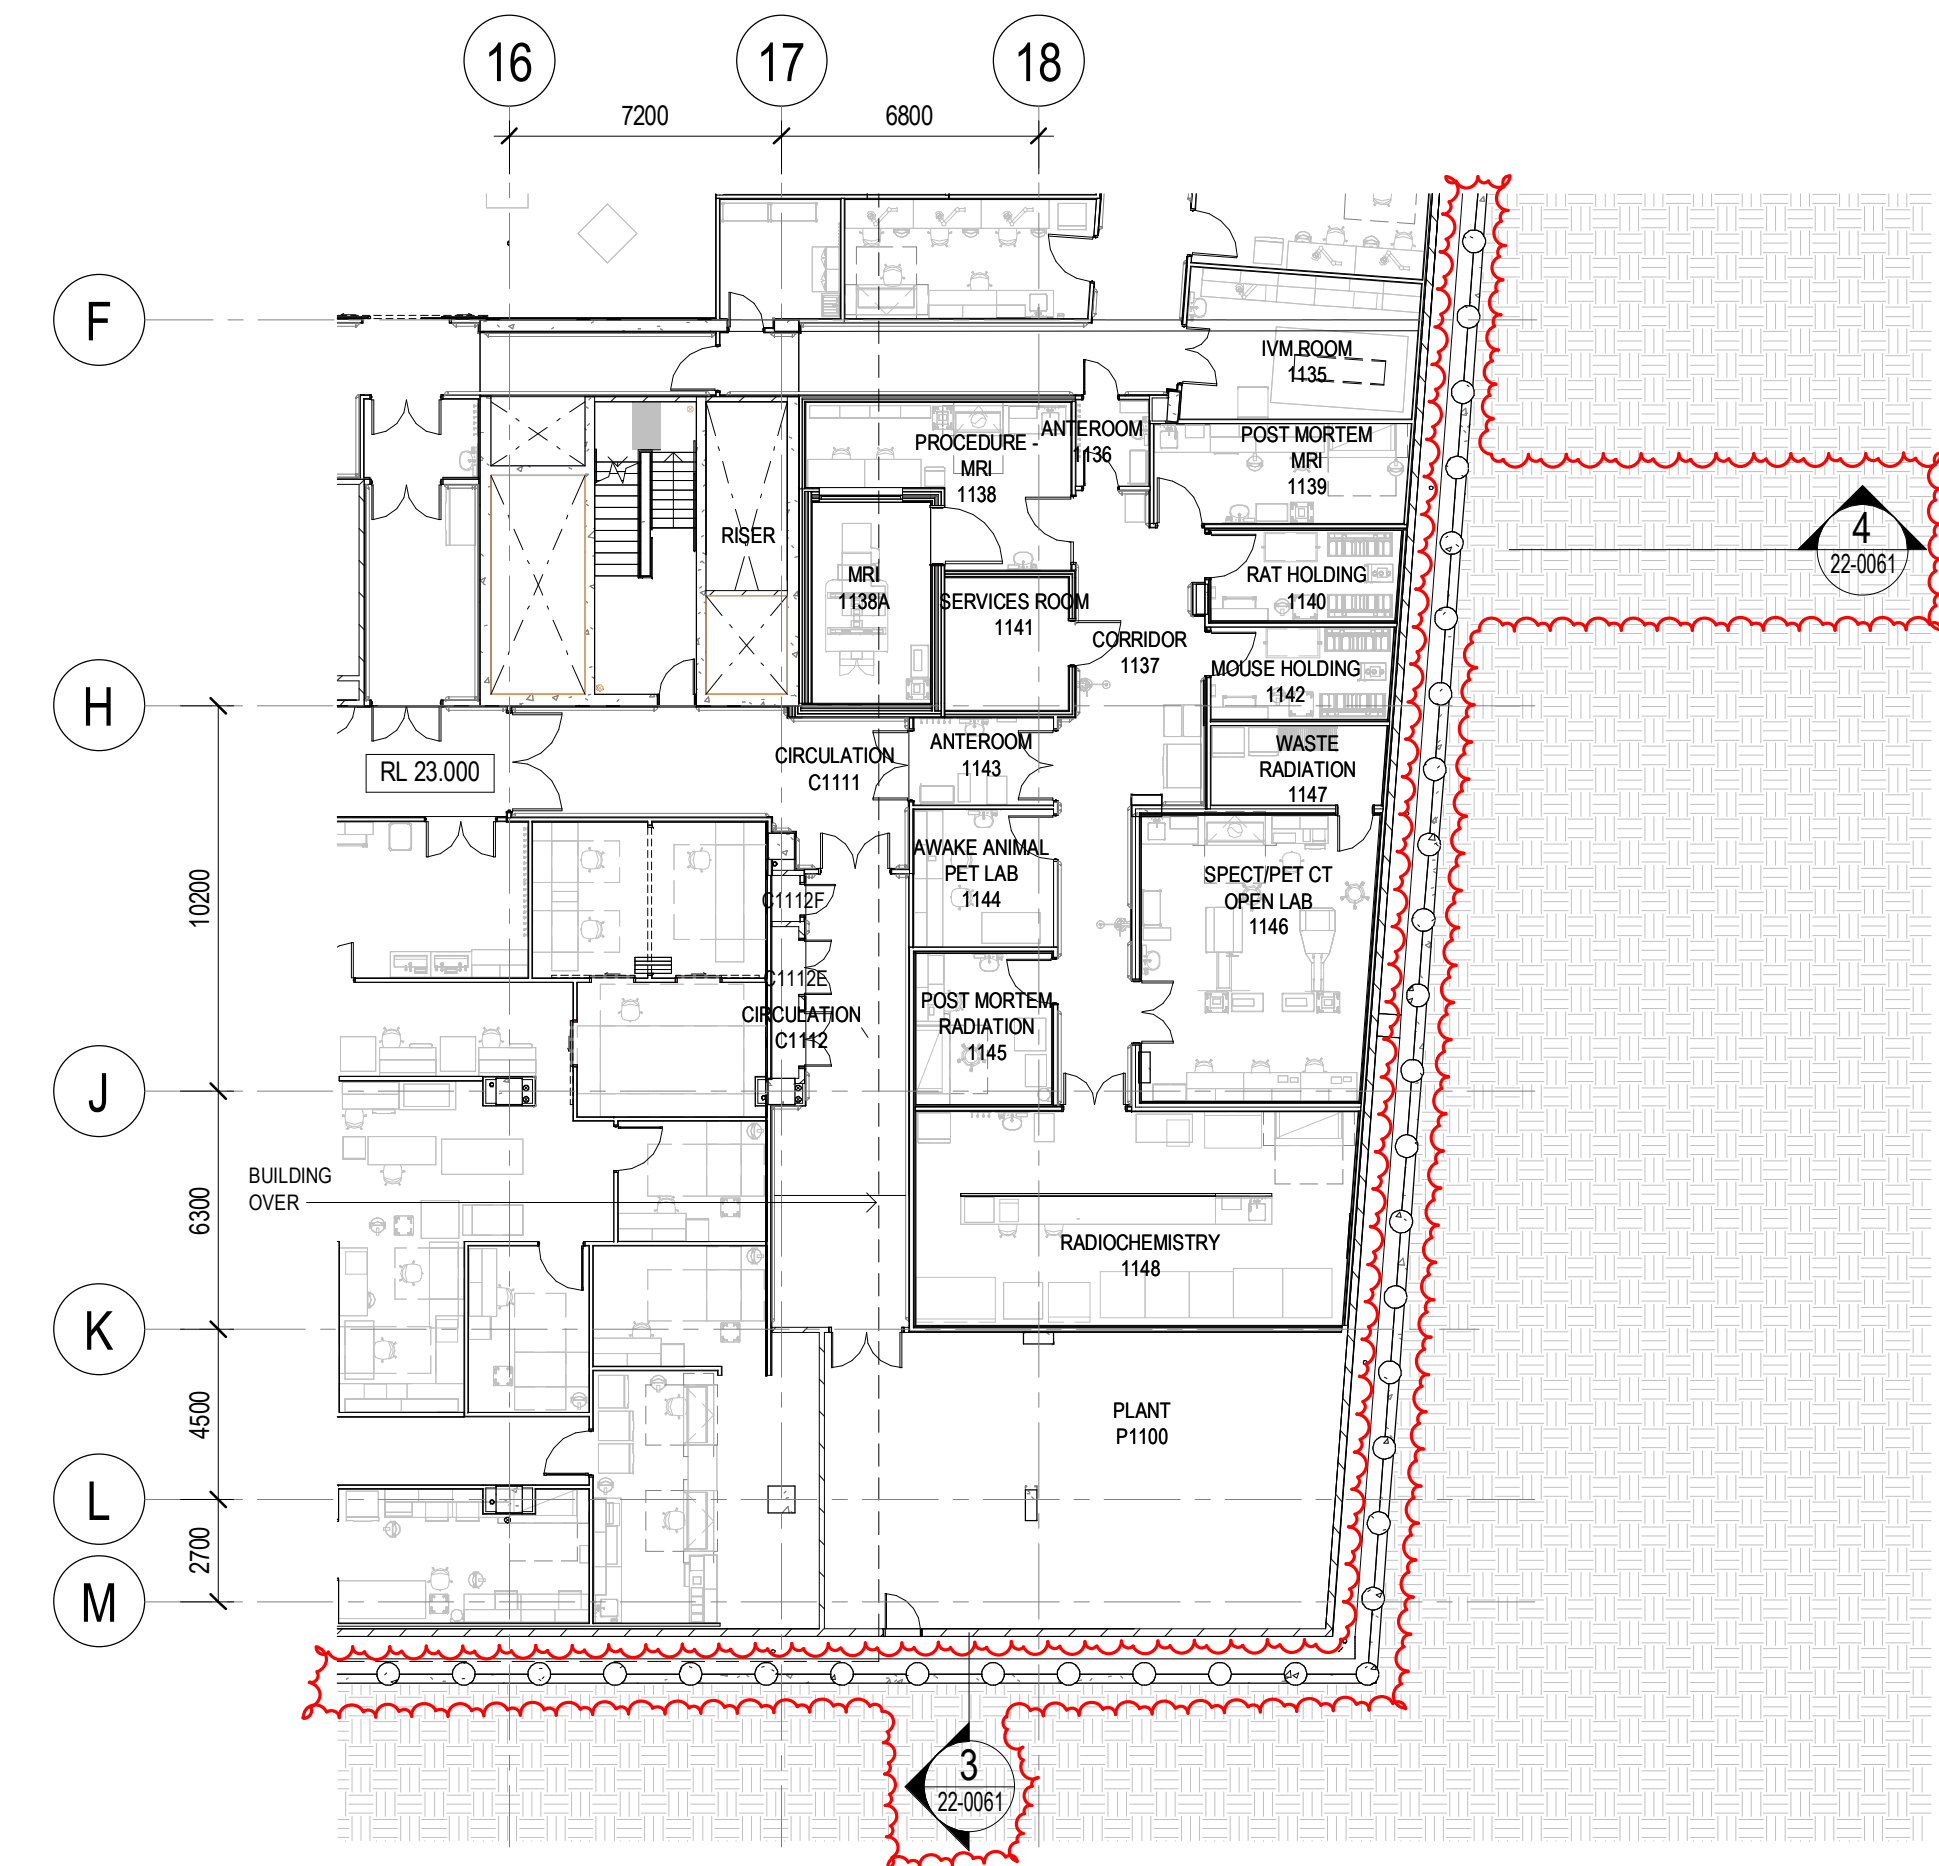 16
17
18
7200
6800
F
IVM ROOM
1135
ANTEROOM
1136
PROCEDURE -
MRI
1138
POST MORTEM
MRI
1139
4
22-0061
RISER
MRI
1138A
RAT HOLDING
1140
SERVICES ROOM
1141
CORRIDOR
1137
MOUSE HOLDING
1142
H
RL 23.000
CIRCULATION
C1111
ANTEROOM
1143
WASTE
RADIATION
1147
10200
AWAKE ANIMAL
PET LAB
1144
SPECT/PET CT
OPEN LAB
1146
C1112F
C1112E
CIRCULATION
C1112
POST MORTEM
RADIATION
1145
J
BUILDING
OVER
6300
RADIOCHEMISTRY
1148
K
4500
PLANT
P1100
L
2700
M
3
22-0061